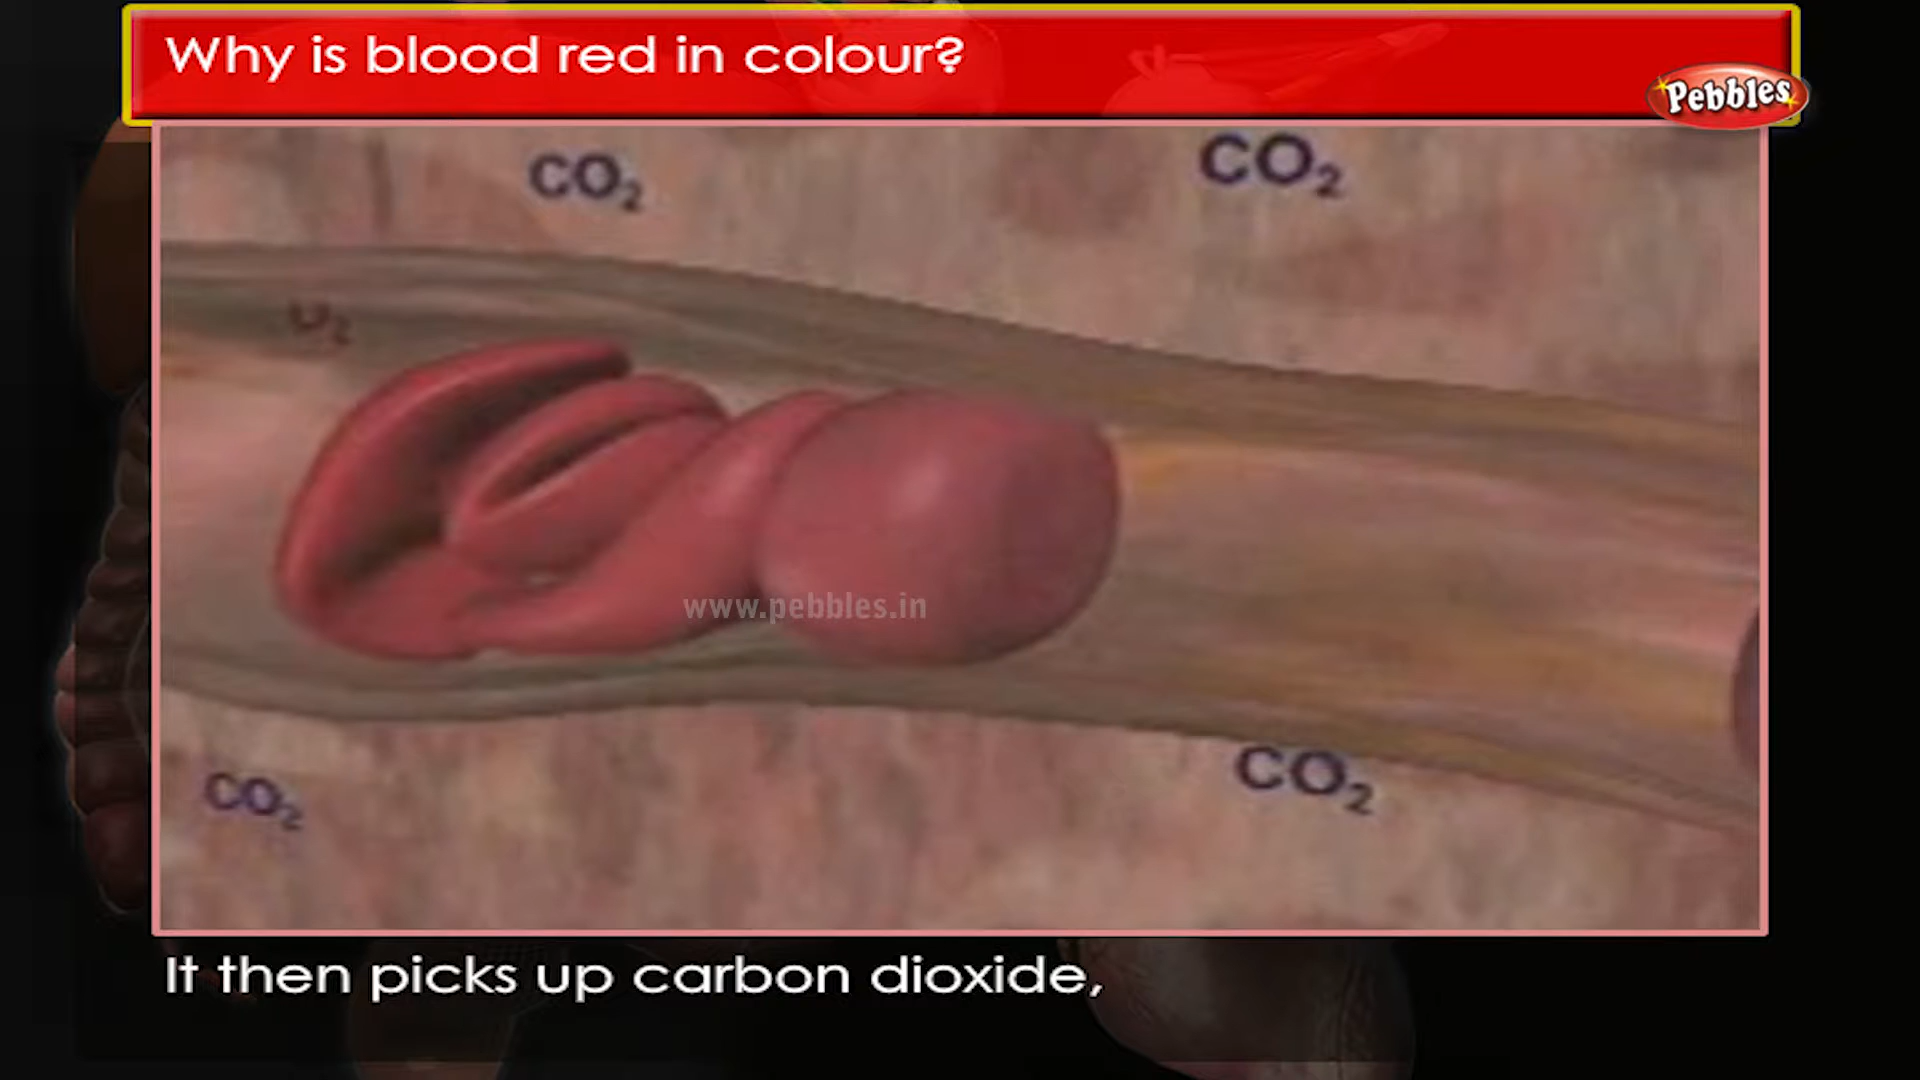 Why is blood red in colour?
Pebbles
CO₂
CO₂
O₂
www.pebbles.in
CO₂
CO₂
It then picks up carbon dioxide,